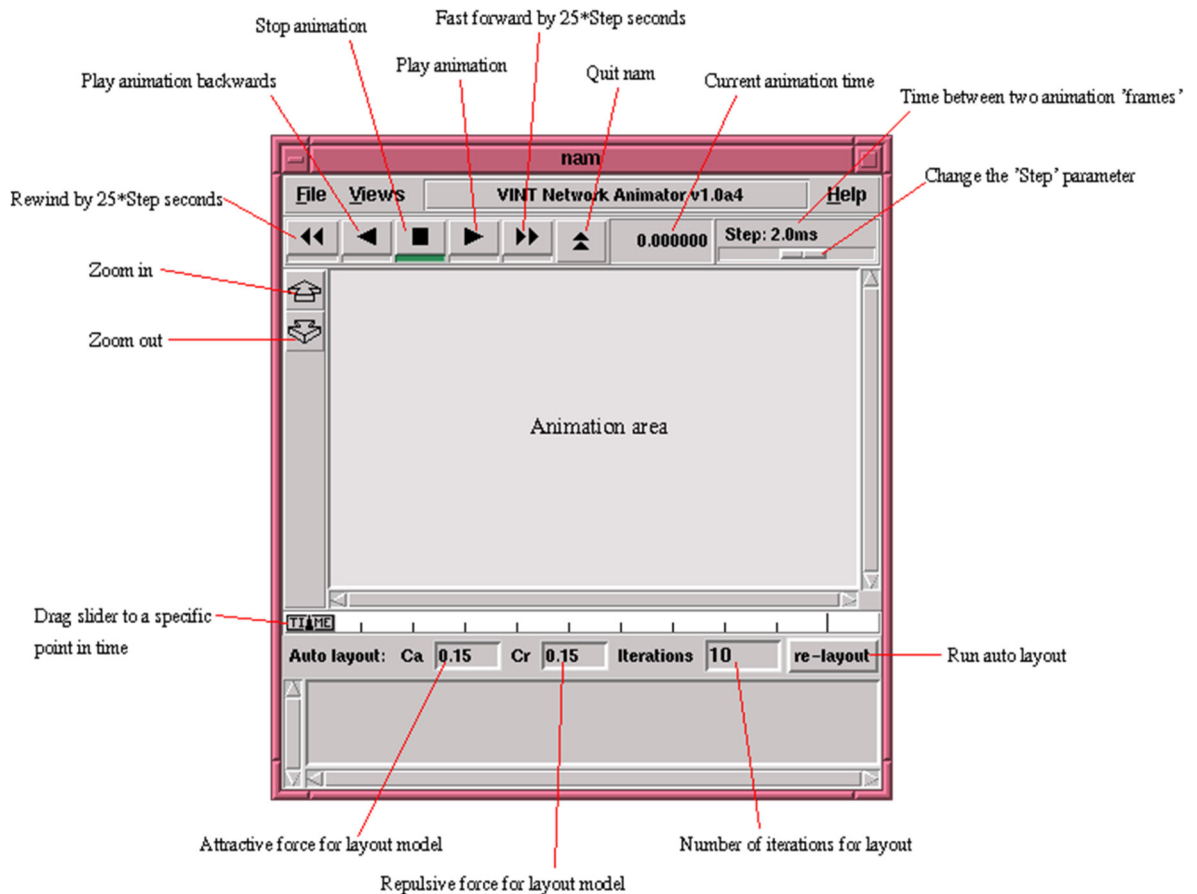 Fast forward by 25*Step seconds
Stop animation
Play animation
Quit nam
Play animation backwards
Current animation time
Time between two animation 'frames'
nam
Change the 'Step' parameter
File Views VINT Network Animator v1.0a4 Help
Rewind by 25*Step seconds
0.000000 Step: 2.0ms
Zoom in
Zoom out
Animation area
Drag slider to a specific
point in time
TIME
Auto layout: Ca 0.15 Cr 0.15 Iterations 10 re-layout
Run auto layout
Attractive force for layout model
Number of iterations for layout
Repulsive force for layout model